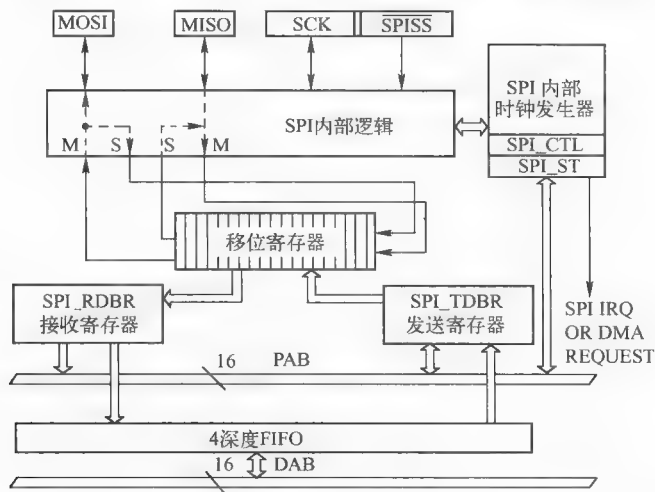 MOSI
MISO
SCK
SPISS
SPI 内部
时钟发生器
SPI_CTL
SPI_ST
SPI内部逻辑
M
S
S
M
移位寄存器
SPI_RDBR
接收寄存器
SPI_TDBR
发送寄存器
SPI IRQ
OR DMA
REQUEST
16
PAB
4深度FIFO
16
DAB